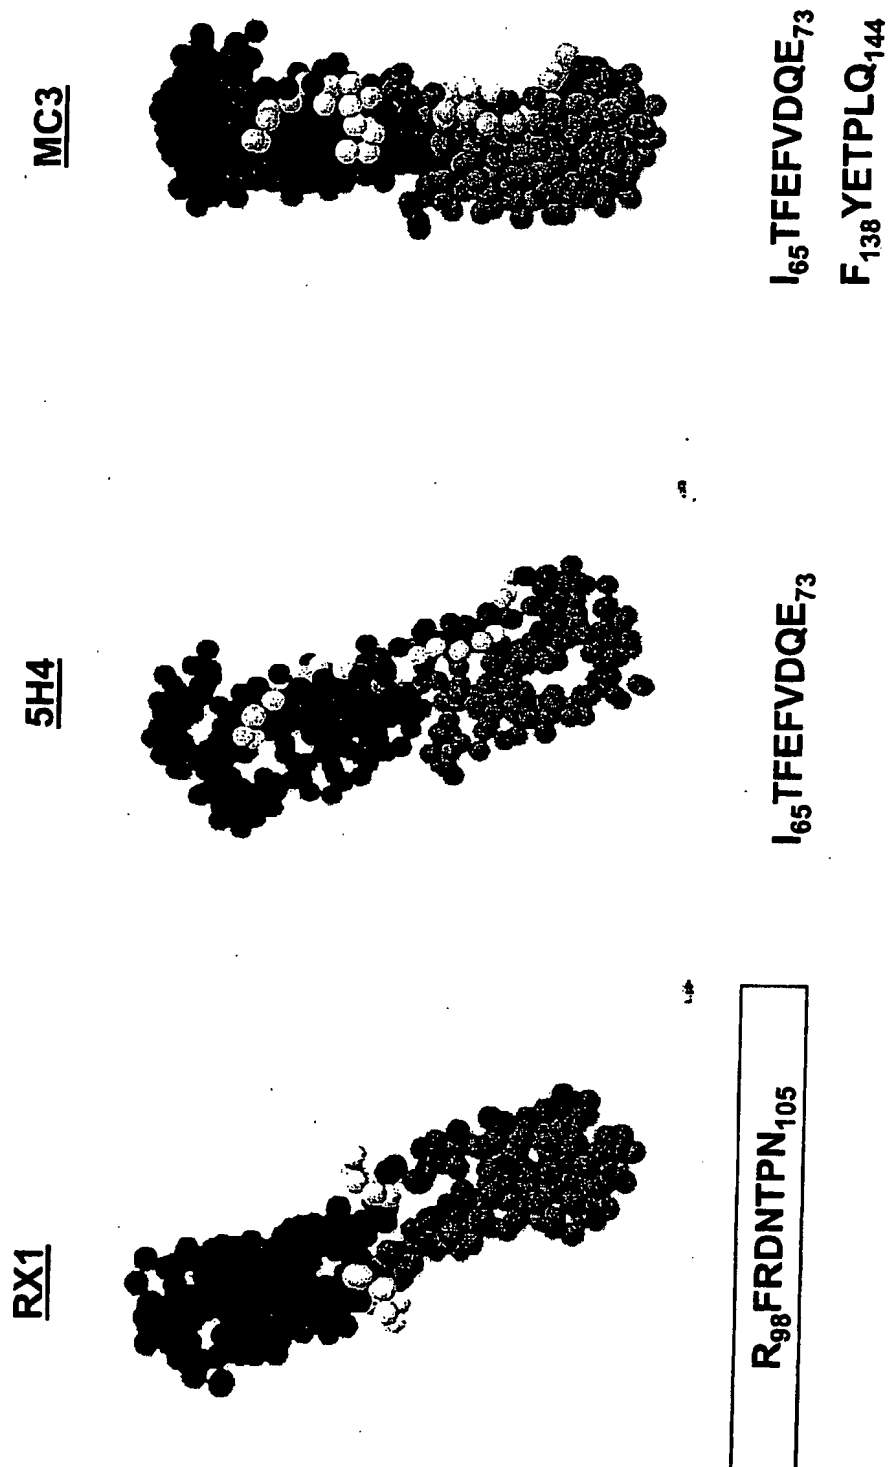 RX1
5H4
MC3
R₉₈FRDNTPN₁₀₅
I₆₅TFEFVDQE₇₃
I₆₅TFEFVDQE₇₃
F₁₃₈YETPLQ₁₄₄